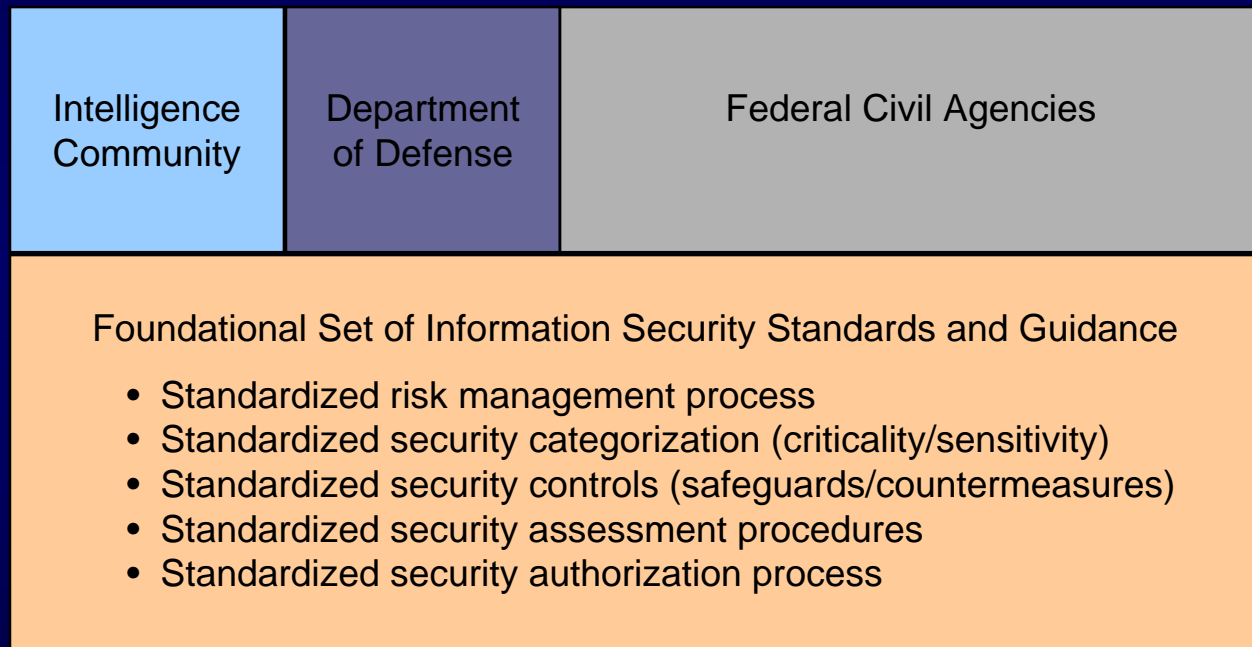 Intelligence
Community
Department
of Defense
Federal Civil Agencies
Foundational Set of Information Security Standards and Guidance
• Standardized risk management process
• Standardized security categorization (criticality/sensitivity)
• Standardized security controls (safeguards/countermeasures)
• Standardized security assessment procedures
• Standardized security authorization process